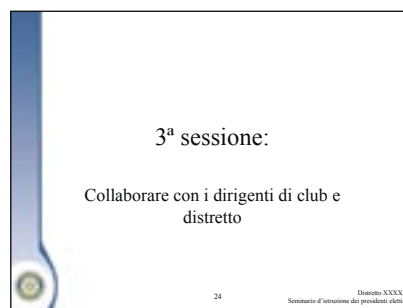 3ª sessione:
Collaborare con i dirigenti di club e
distretto
24
Distretto XXXX
Seminario d’istruzione dei presidenti eletti